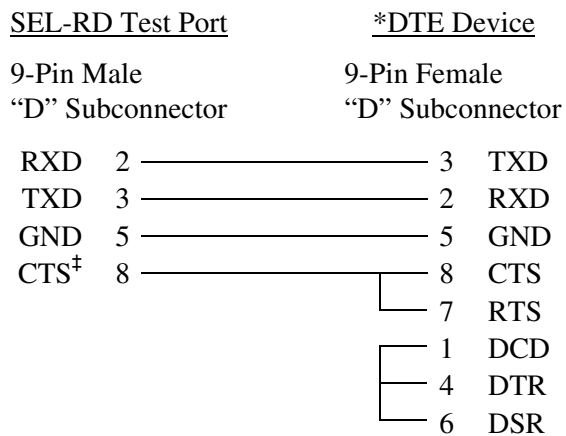 SEL-RD Test Port *DTE Device
9-Pin Male 9-Pin Female
“D” Subconnector “D” Subconnector
RXD 2 3 TXD
TXD 3 2 RXD
GND 5 5 GND
CTS‡ 8 8 CTS
7 RTS
1 DCD
4 DTR
6 DSR